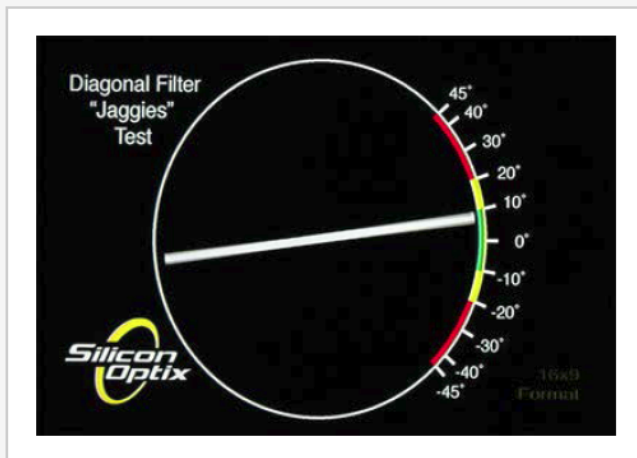 Diagonal Filter
"Jaggies"
Test
45°
40°
30°
20°
10°
0°
-10°
-20°
-30°
-40°
-45°
Silicon
Optix
16x9
Format